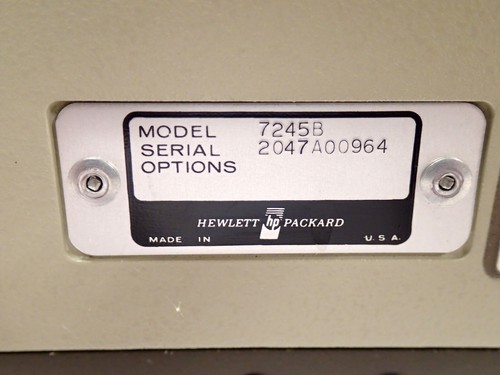 MODEL 7245B
SERIAL 2047A00964
OPTIONS
HEWLETT hp PACKARD
MADE IN U.S.A.